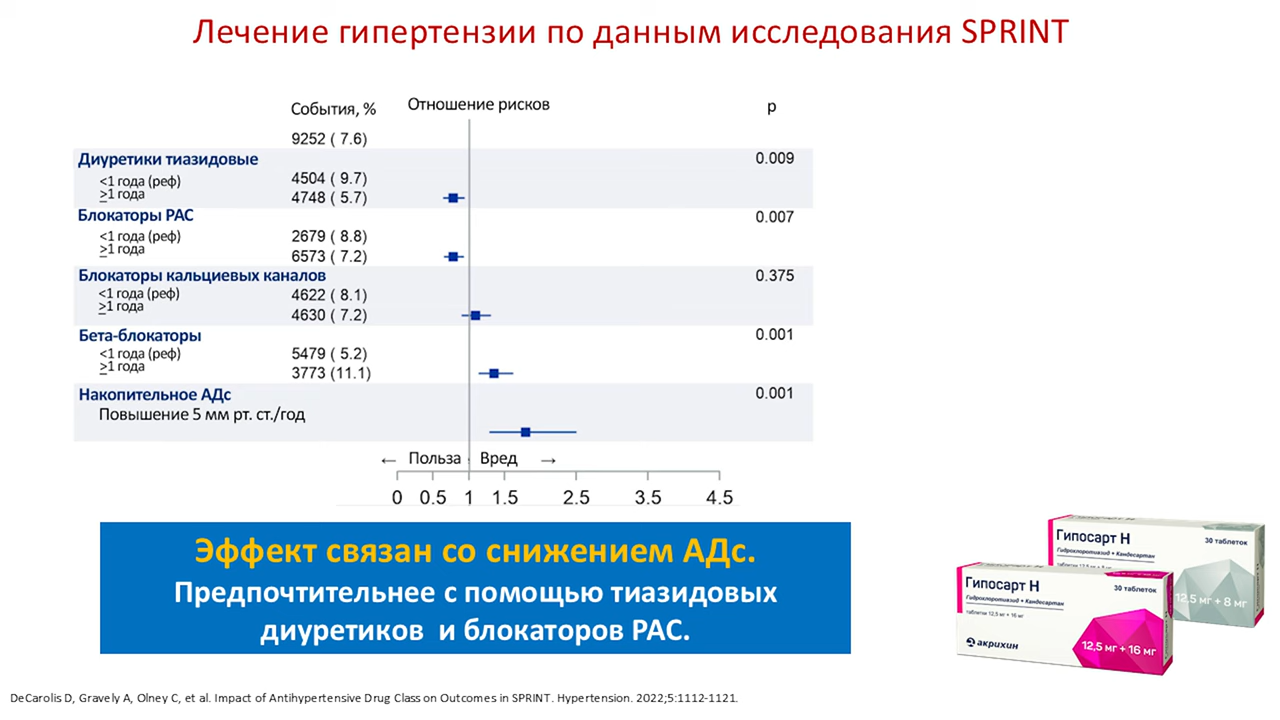 Лечение гипертензии по данным исследования SPRINT
События, % Отношение рисков p
9252 ( 7.6)
Диуретики тиазидовые 0.009
<1 года (реф) 4504 ( 9.7)
≥1 года 4748 ( 5.7)
Блокаторы РАС 0.007
<1 года (реф) 2679 ( 8.8)
≥1 года 6573 ( 7.2)
Блокаторы кальциевых каналов 0.375
<1 года (реф) 4622 ( 8.1)
≥1 года 4630 ( 7.2)
Бета-блокаторы 0.001
<1 года (реф) 5479 ( 5.2)
≥1 года 3773 (11.1)
Накопительное АДс 0.001
Повышение 5 мм рт. ст./год
← Польза Вред →
0 0.5 1 1.5 2.5 3.5 4.5
Эффект связан со снижением АДс.
Предпочтительнее с помощью тиазидовых
диуретиков и блокаторов РАС.
Гипосарт Н 30 таблеток
Гидрохлоротиазид + Кандесартан
12,5 мг + 8 мг
Гипосарт Н 30 таблеток
Гидрохлоротиазид + Кандесартан
таблетки 12,5 мг + 16 мг
акрихин
12,5 мг + 16 мг
DeCarolis D, Gravely A, Olney C, et al. Impact of Antihypertensive Drug Class on Outcomes in SPRINT. Hypertension. 2022;5:1112-1121.